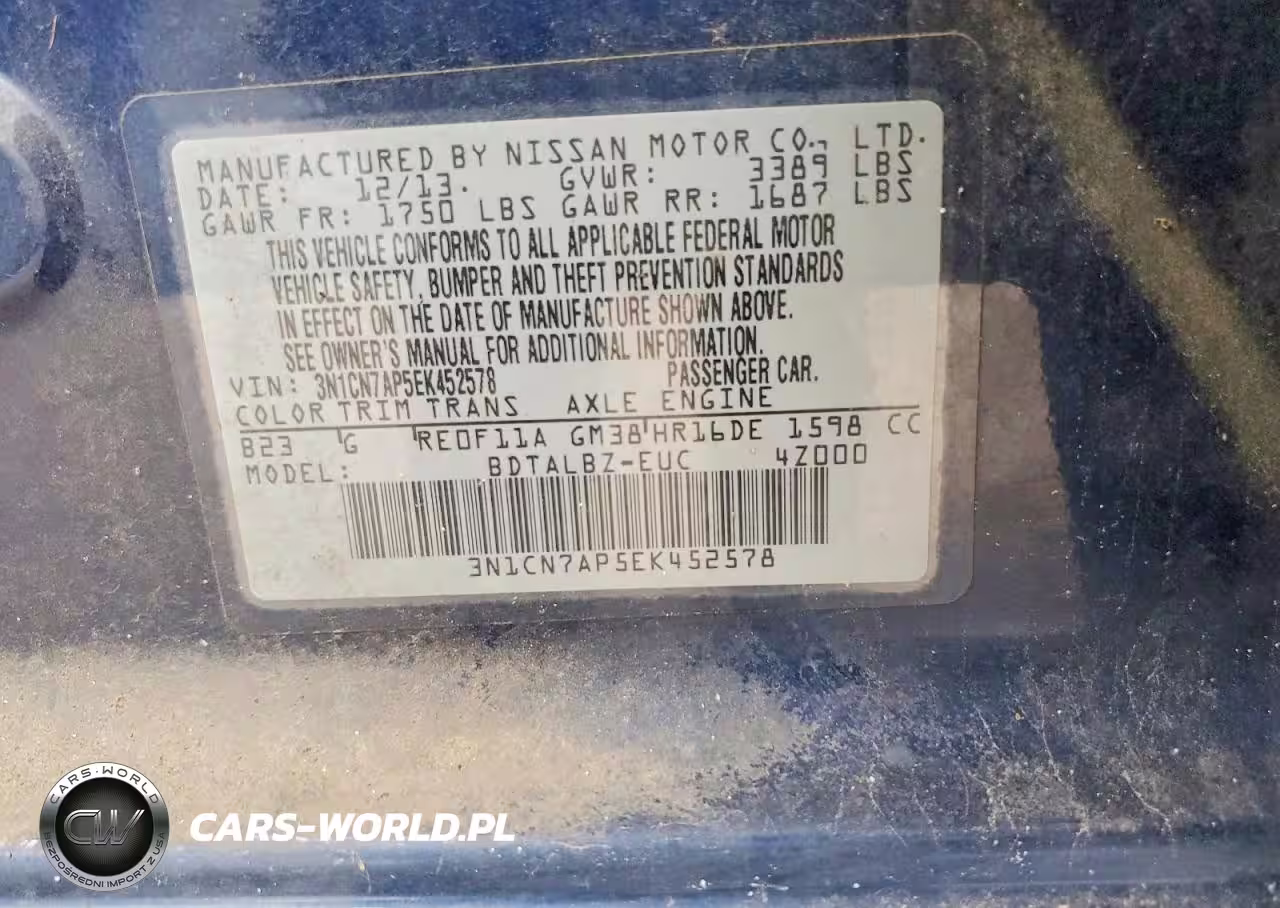 MANUFACTURED BY NISSAN MOTOR CO., LTD.
DATE: 12/13. GVWR: 3389 LBS
GAWR FR: 1750 LBS GAWR RR: 1687 LBS
THIS VEHICLE CONFORMS TO ALL APPLICABLE FEDERAL MOTOR
VEHICLE SAFETY, BUMPER AND THEFT PREVENTION STANDARDS
IN EFFECT ON THE DATE OF MANUFACTURE SHOWN ABOVE.
SEE OWNER'S MANUAL FOR ADDITIONAL INFORMATION.
VIN: 3N1CN7AP5EK452578 PASSENGER CAR.
COLOR TRIM TRANS AXLE ENGINE
B23 G RE0F11A GM38 HR16DE 1598 CC
MODEL: BDTALBZ-EUC 4Z000
3N1CN7AP5EK452578
CARS-WORLD
CW
BEZPOŚREDNI IMPORT Z USA
CARS-WORLD.PL